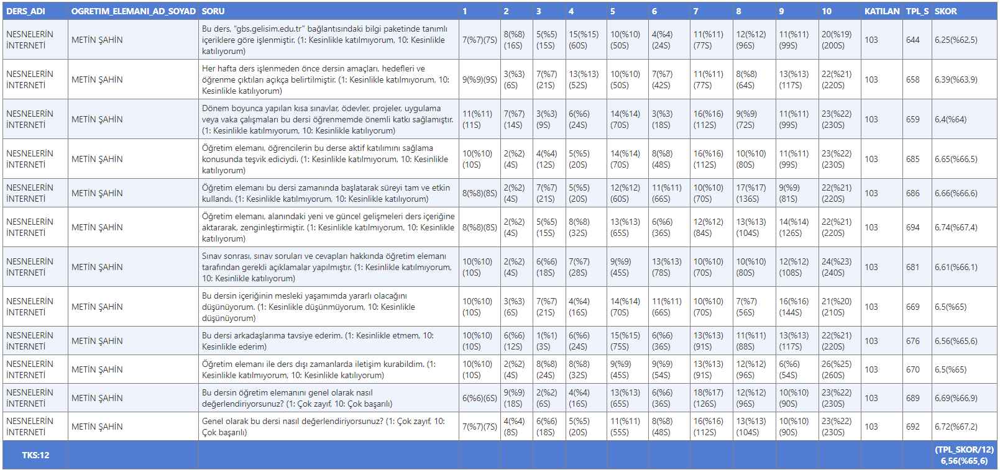 DERS_ADI OGRETIM_ELEMANI_AD_SOYAD SORU 1 2 3 4 5 6 7 8 9 10 KATILAN TPL_S SKOR
NESNELERİN İNTERNETİ METİN ŞAHİN Bu ders, “gbs.gelisim.edu.tr” bağlantısındaki bilgi paketinde tanımlı içeriklere göre işlenmiştir. (1: Kesinlikle katılmıyorum, 10: Kesinlikle katılıyorum) 7(%7)(7S) 8(%8)(16S) 5(%5)(15S) 15(%15)(60S) 10(%10)(50S) 4(%4)(24S) 11(%11)(77S) 12(%12)(96S) 11(%11)(99S) 20(%19)(200S) 103 644 6,25(%62,5)
NESNELERİN İNTERNETİ METİN ŞAHİN Her hafta ders işlenmeden önce dersin amaçları, hedefleri ve öğrenme çıktıları açıkça belirtilmiştir. (1: Kesinlikle katılmıyorum, 10: Kesinlikle katılıyorum) 9(%9)(9S) 3(%3)(6S) 7(%7)(21S) 13(%13)(52S) 10(%10)(50S) 7(%7)(42S) 11(%11)(77S) 8(%8)(64S) 13(%13)(117S) 22(%21)(220S) 103 658 6,39(%63,9)
NESNELERİN İNTERNETİ METİN ŞAHİN Dönem boyunca yapılan kısa sınavlar, ödevler, projeler, uygulama veya vaka çalışmaları bu dersi öğrenmemde önemli katkı sağlamıştır. (1: Kesinlikle katılmıyorum, 10: Kesinlikle katılıyorum) 11(%11)(11S) 7(%7)(14S) 3(%3)(9S) 6(%6)(24S) 14(%14)(70S) 3(%3)(18S) 16(%16)(112S) 9(%9)(72S) 11(%11)(99S) 23(%22)(230S) 103 659 6,4(%64)
NESNELERİN İNTERNETİ METİN ŞAHİN Öğretim elemanı, öğrencilerin bu derse aktif katılımını sağlama konusunda teşvik ediciydi. (1: Kesinlikle katılmıyorum, 10: Kesinlikle katılıyorum) 10(%10)(10S) 2(%2)(4S) 4(%4)(12S) 5(%5)(20S) 14(%14)(70S) 8(%8)(48S) 16(%16)(112S) 10(%10)(80S) 11(%11)(99S) 23(%22)(230S) 103 685 6,65(%66,5)
NESNELERİN İNTERNETİ METİN ŞAHİN Öğretim elemanı bu dersi zamanında başlatarak süreyi tam ve etkin kullandı. (1: Kesinlikle katılmıyorum, 10: Kesinlikle katılıyorum) 8(%8)(8S) 2(%2)(4S) 7(%7)(21S) 5(%5)(20S) 12(%12)(60S) 11(%11)(66S) 10(%10)(70S) 17(%17)(136S) 9(%9)(81S) 22(%21)(220S) 103 686 6,66(%66,6)
NESNELERİN İNTERNETİ METİN ŞAHİN Öğretim elemanı, alanındaki yeni ve güncel gelişmeleri ders içeriğine aktararak, zenginleştirmiştir. (1: Kesinlikle katılmıyorum, 10: Kesinlikle katılıyorum) 8(%8)(8S) 2(%2)(4S) 5(%5)(15S) 8(%8)(32S) 13(%13)(65S) 6(%6)(36S) 12(%12)(84S) 13(%13)(104S) 14(%14)(126S) 22(%21)(220S) 103 694 6,74(%67,4)
NESNELERİN İNTERNETİ METİN ŞAHİN Sınav sonrası, sınav soruları ve cevapları hakkında öğretim elemanı tarafından gerekli açıklamalar yapılmıştır. (1: Kesinlikle katılmıyorum, 10: Kesinlikle katılıyorum) 10(%10)(10S) 2(%2)(4S) 6(%6)(18S) 7(%7)(28S) 9(%9)(45S) 13(%13)(78S) 10(%10)(70S) 10(%10)(80S) 12(%12)(108S) 24(%23)(240S) 103 681 6,61(%66,1)
NESNELERİN İNTERNETİ METİN ŞAHİN Bu dersin içeriğinin mesleki yaşamımda yararlı olacağını düşünüyorum. (1: Kesinlikle düşünmüyorum, 10: Kesinlikle düşünüyorum) 10(%10)(10S) 3(%3)(6S) 7(%7)(21S) 4(%4)(16S) 14(%14)(70S) 11(%11)(66S) 10(%10)(70S) 7(%7)(56S) 16(%16)(144S) 21(%20)(210S) 103 669 6,5(%65)
NESNELERİN İNTERNETİ METİN ŞAHİN Bu dersi arkadaşlarıma tavsiye ederim. (1: Kesinlikle etmem, 10: Kesinlikle ederim) 10(%10)(10S) 6(%6)(12S) 1(%1)(3S) 6(%6)(24S) 15(%15)(75S) 6(%6)(36S) 13(%13)(91S) 11(%11)(88S) 13(%13)(117S) 22(%21)(220S) 103 676 6,56(%65,6)
NESNELERİN İNTERNETİ METİN ŞAHİN Öğretim elemanı ile ders dışı zamanlarda iletişim kurabildim. (1: Kesinlikle katılmıyorum, 10: Kesinlikle katılıyorum) 10(%10)(10S) 2(%2)(4S) 8(%8)(24S) 8(%8)(32S) 9(%9)(45S) 9(%9)(54S) 13(%13)(91S) 12(%12)(96S) 6(%6)(54S) 26(%25)(260S) 103 670 6,5(%65)
NESNELERİN İNTERNETİ METİN ŞAHİN Bu dersin öğretim elemanını genel olarak nasıl değerlendiriyorsunuz? (1: Çok zayıf, 10: Çok başarılı) 6(%6)(6S) 9(%9)(18S) 2(%2)(6S) 4(%4)(16S) 13(%13)(65S) 6(%6)(36S) 18(%17)(126S) 12(%12)(96S) 10(%10)(90S) 23(%22)(230S) 103 689 6,69(%66,9)
NESNELERİN İNTERNETİ METİN ŞAHİN Genel olarak bu dersi nasıl değerlendiriyorsunuz? (1: Çok zayıf, 10: Çok başarılı) 7(%7)(7S) 4(%4)(8S) 6(%6)(18S) 5(%5)(20S) 11(%11)(55S) 8(%8)(48S) 16(%16)(112S) 13(%13)(104S) 10(%10)(90S) 23(%22)(230S) 103 692 6,72(%67,2)
TKS:12 (TPL_SKOR/12) 6,56(%65,6)